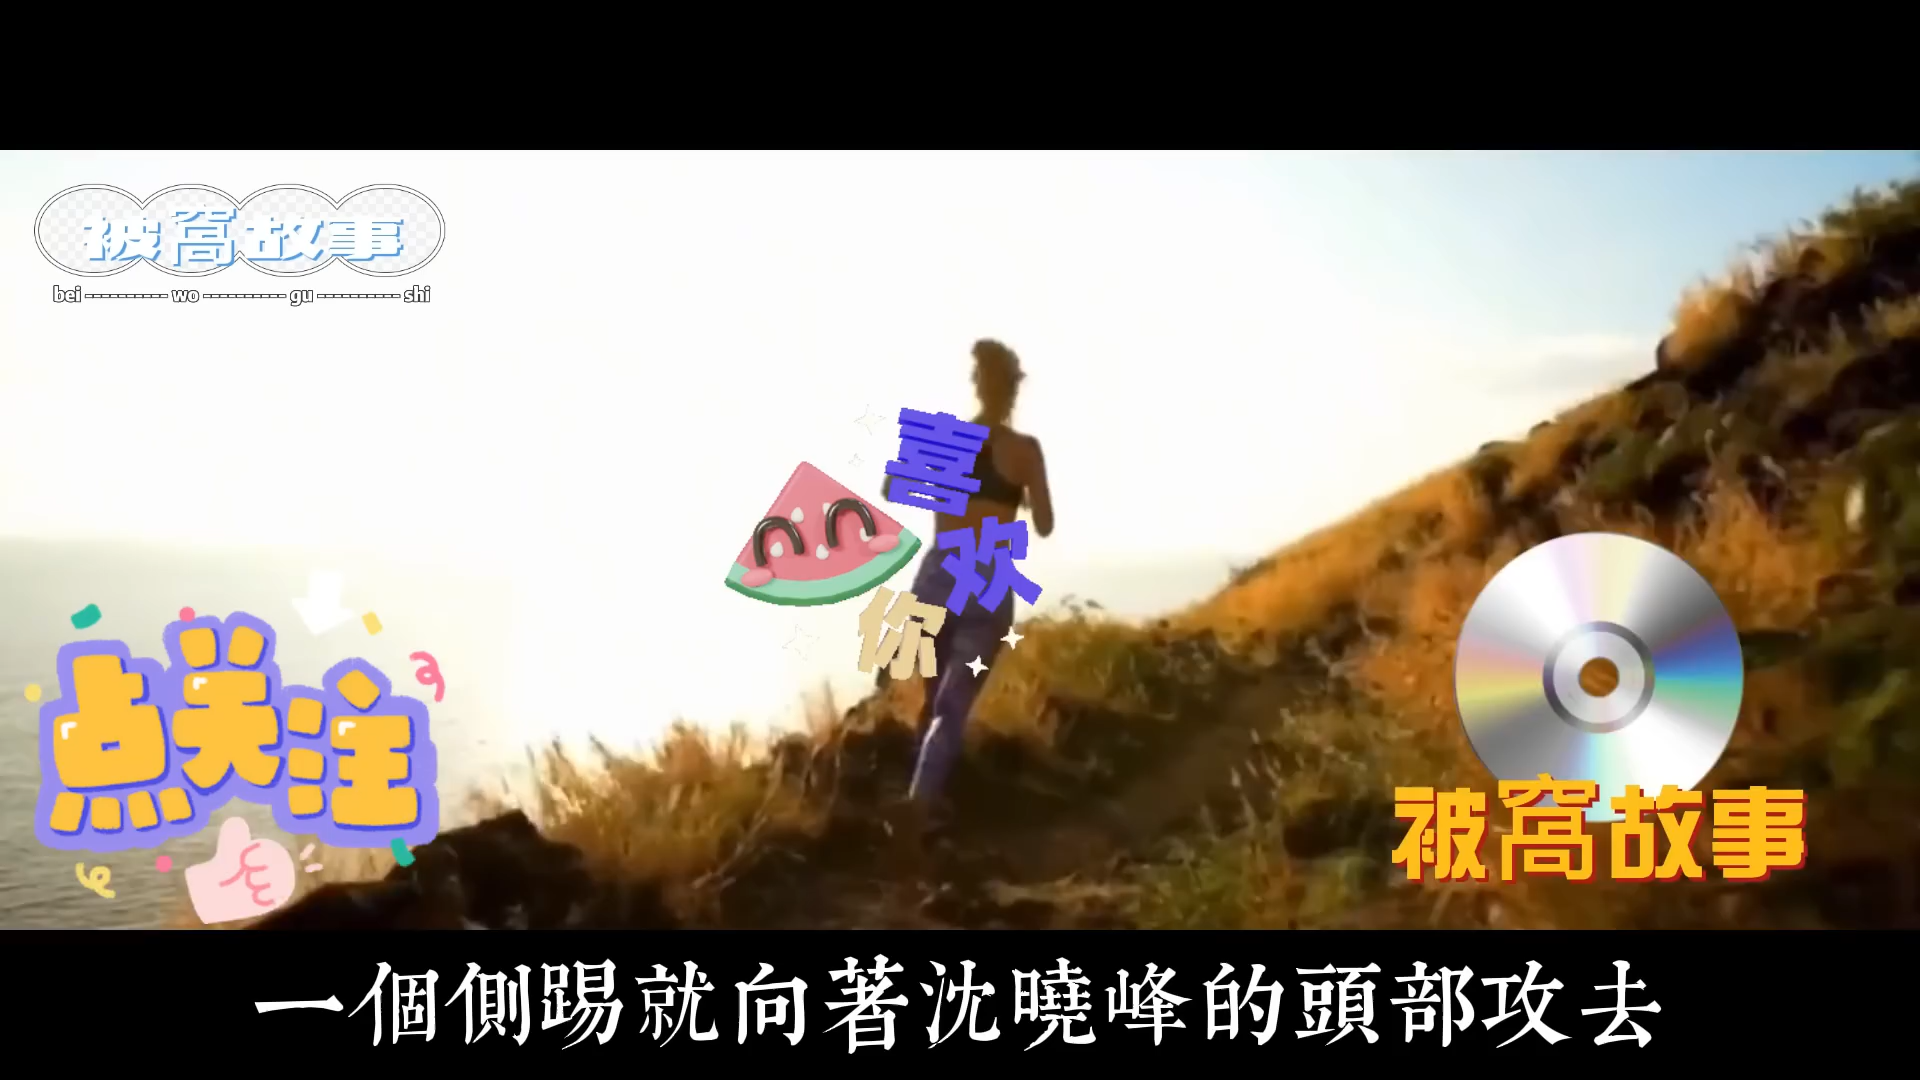 被窩故事
bei ---------- wo ---------- gu ---------- shi
喜
欢
你
点关注
被窩故事
一個側踢就向著沈曉峰的頭部攻去